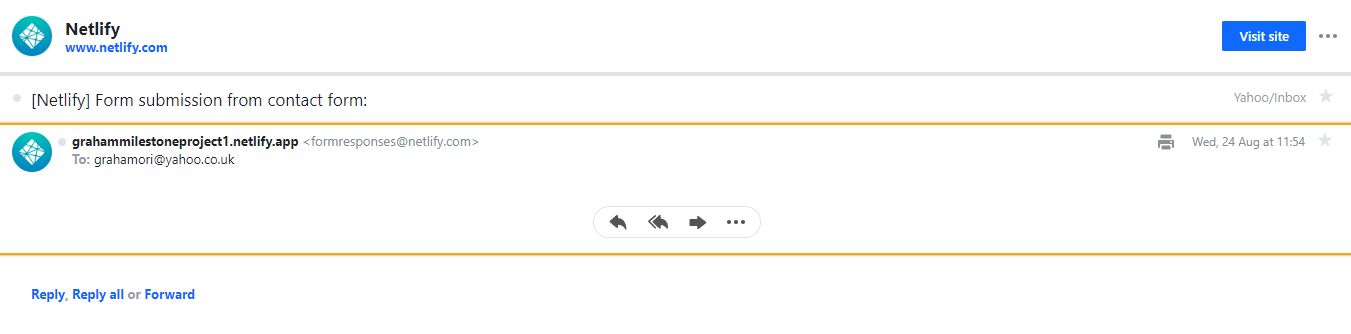 Netlify
www.netlify.com
Visit site
[Netlify] Form submission from contact form:
Yahoo/Inbox
grahammilestoneproject1.netlify.app <formresponses@netlify.com>
Wed, 24 Aug at 11:54
To: grahamori@yahoo.co.uk
Reply, Reply all or Forward